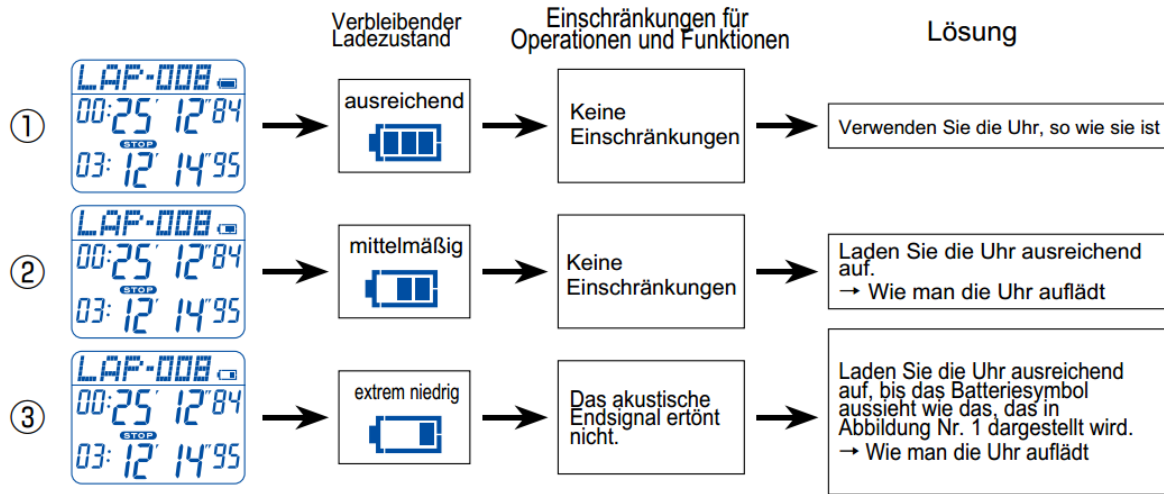 Verbleibender
Ladezustand
Einschränkungen für
Operationen und Funktionen
Lösung
①
LAP-008
00:25' 12"84
STOP
03:12' 14"95
ausreichend
Keine
Einschränkungen
Verwenden Sie die Uhr, so wie sie ist
②
LAP-008
00:25' 12"84
STOP
03:12' 14"95
mittelmäßig
Keine
Einschränkungen
Laden Sie die Uhr ausreichend
auf.
→ Wie man die Uhr auflädt
③
LAP-008
00:25' 12"84
STOP
03:12' 14"95
extrem niedrig
Das akustische
Endsignal ertönt
nicht.
Laden Sie die Uhr ausreichend
auf, bis das Batteriesymbol
aussieht wie das, das in
Abbildung Nr. 1 dargestellt wird.
→ Wie man die Uhr auflädt